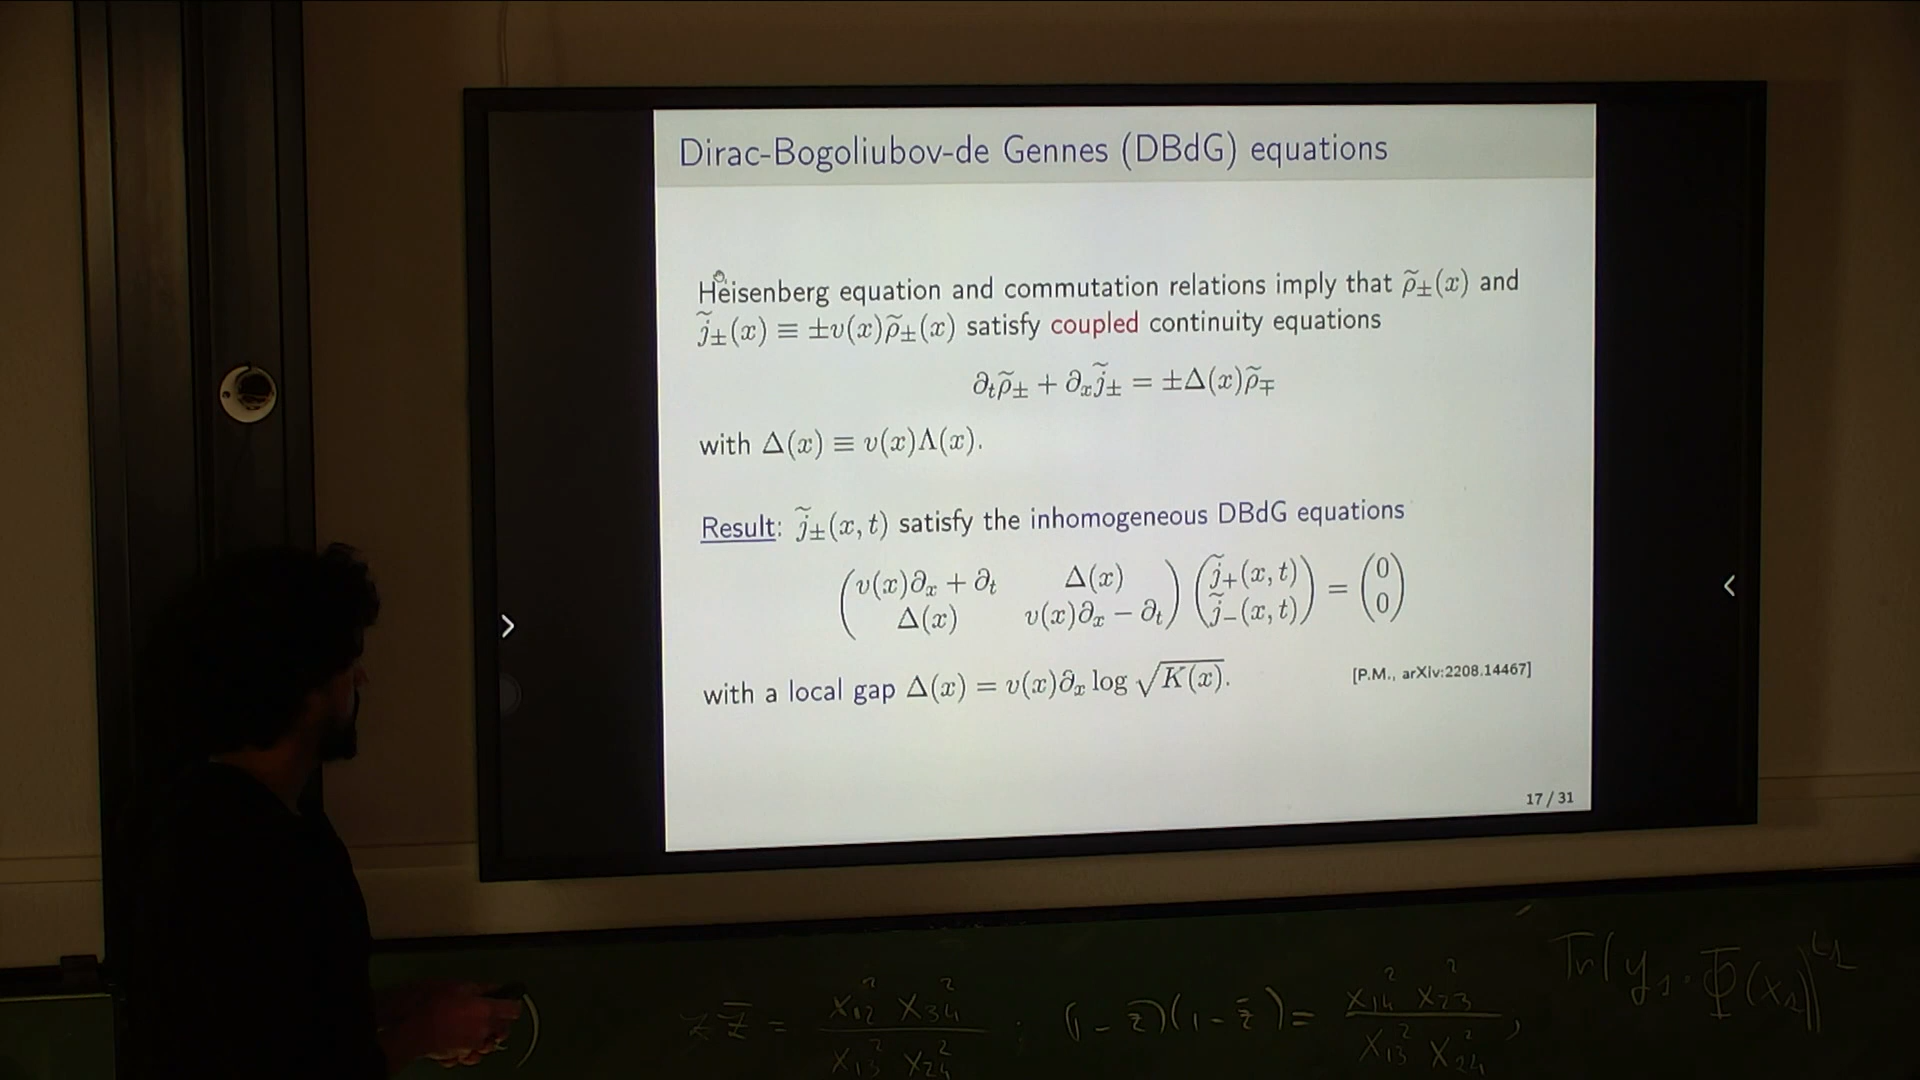 Dirac-Bogoliubov-de Gennes (DBdG) equations
Heisenberg equation and commutation relations imply that ρ̃±(x) and
j̃±(x) ≡ ±v(x)ρ̃±(x) satisfy coupled continuity equations
∂ₜρ̃± + ∂ₓj̃± = ±Δ(x)ρ̃∓
with Δ(x) ≡ v(x)Λ(x).
Result: j̃±(x, t) satisfy the inhomogeneous DBdG equations
( v(x)∂ₓ + ∂ₜ Δ(x) ) ( j̃₊(x, t) ) = ( 0 )
( Δ(x) v(x)∂ₓ − ∂ₜ ) ( j̃₋(x, t) ) ( 0 )
with a local gap Δ(x) = v(x)∂ₓ log √K(x).
[P.M., arXiv:2208.14467]
17 / 31
z z̄ = x₁₂² x₃₄² / x₁₃² x₂₄² ; (1 − z)(1 − z̄) = x₁₄² x₂₃² / x₁₃² x₂₄² ,